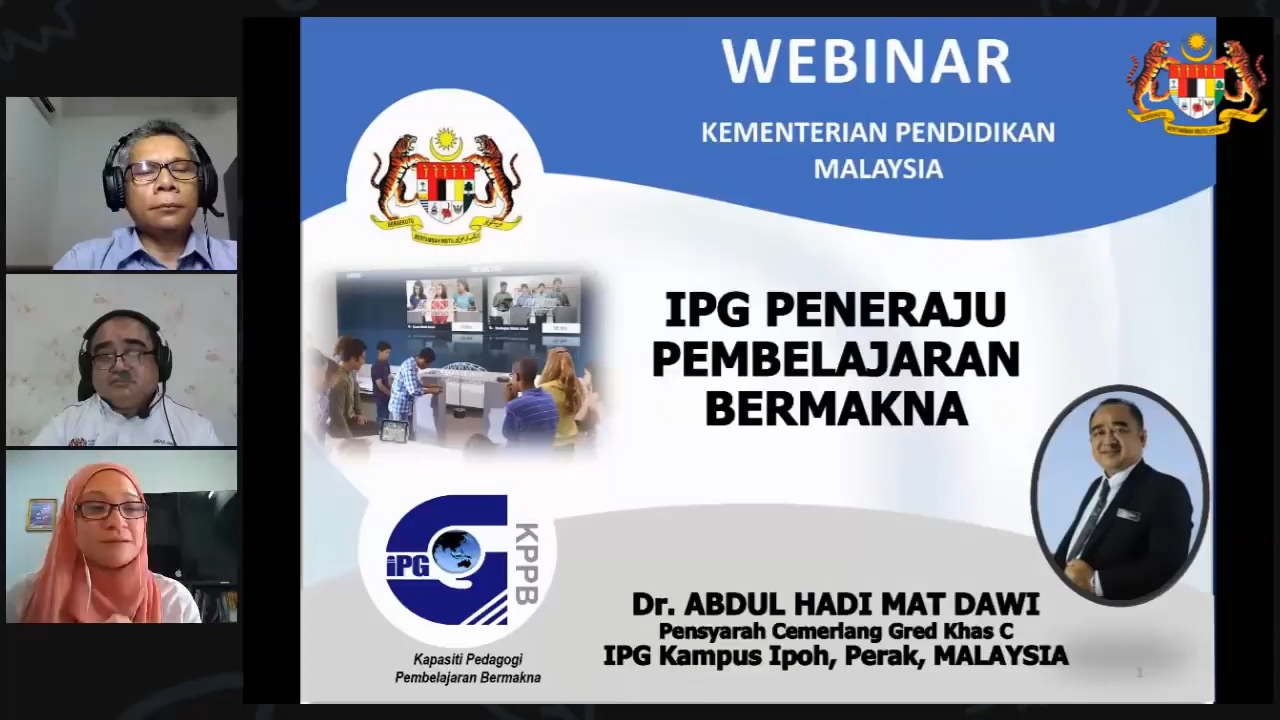 WEBINAR
KEMENTERIAN PENDIDIKAN
MALAYSIA
IPG PENERAJU
PEMBELAJARAN
BERMAKNA
iPG
KPPB
Kapasiti Pedagogi
Pembelajaran Bermakna
Dr. ABDUL HADI MAT DAWI
Pensyarah Cemerlang Gred Khas C
IPG Kampus Ipoh, Perak, MALAYSIA
1